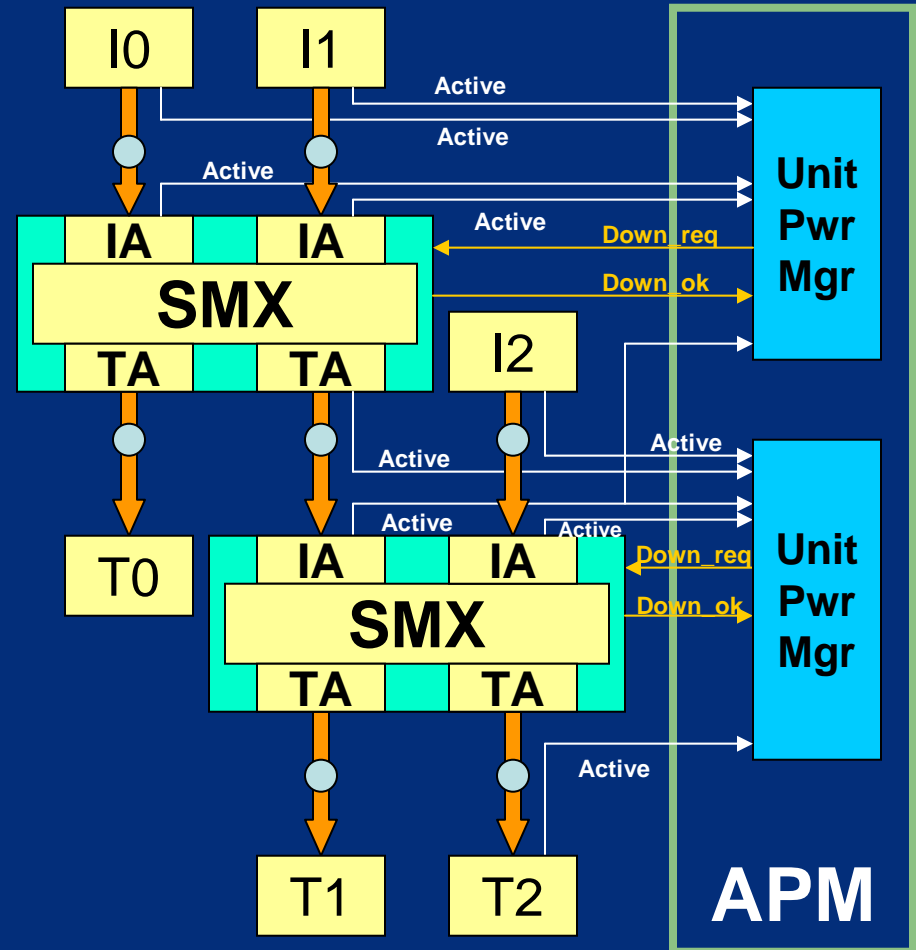 I0
I1
Active
Active
Active
Unit
Pwr
Mgr
Active
IA
IA
Down_req
SMX
Down_ok
TA
TA
I2
Active
Active
Active
Active
T0
IA
IA
Down_req
Unit
Pwr
Mgr
SMX
Down_ok
TA
TA
Active
T1
T2
APM